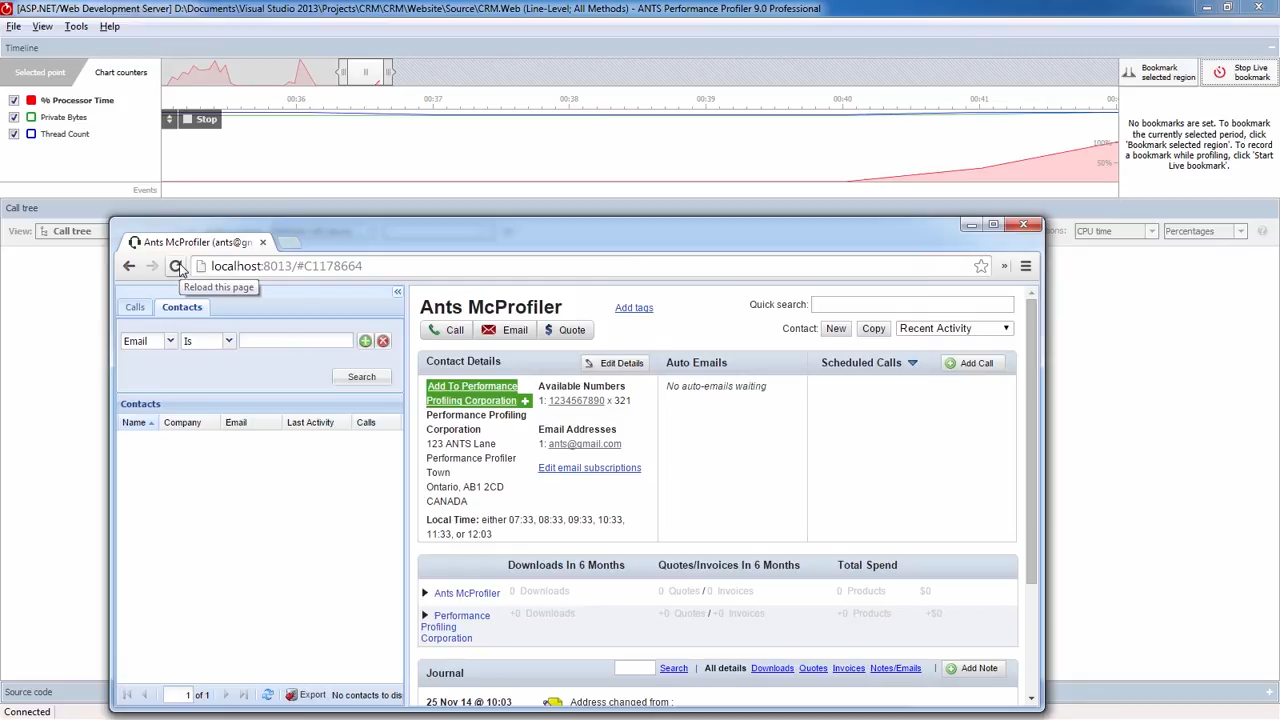 [ASP.NET/Web Development Server] D:\Documents\Visual Studio 2013\Projects\CRM\CRM\Website\Source\CRM.Web (Line-Level; All Methods) - ANTS Performance Profiler 9.0 Professional
File View Tools Help
Timeline
Selected point Chart counters
% Processor Time
Private Bytes
Thread Count
Events
00:36 00:37 00:38 00:39 00:40 00:41
Stop
100%
50%
Bookmark selected region
Stop Live bookmark
No bookmarks are set. To bookmark
the currently selected period, click
'Bookmark selected region'. To record
a bookmark while profiling, click 'Start
Live bookmark'.
Call tree
View: Call tree
CPU time Percentages
Ants McProfiler (ants@gn
localhost:8013/#C1178664
Reload this page
Calls Contacts
Email Is
Search
Contacts
Name Company Email Last Activity Calls
1 of 1 Export No contacts to dis
Ants McProfiler Add tags Quick search:
Call Email Quote Contact: New Copy Recent Activity
Contact Details Edit Details Auto Emails Scheduled Calls Add Call
Add To Performance
Profiling Corporation +
Performance Profiling
Corporation
123 ANTS Lane
Performance Profiler
Town
Ontario, AB1 2CD
CANADA
Local Time: either 07:33, 08:33, 09:33, 10:33,
11:33, or 12:03
Available Numbers
1: 1234567890 x 321
Email Addresses
1: ants@gmail.com
Edit email subscriptions
No auto-emails waiting
Downloads In 6 Months Quotes/Invoices In 6 Months Total Spend
Ants McProfiler 0 Downloads 0 Quotes / 0 Invoices 0 Products $0
Performance
Profiling
Corporation
+0 Downloads +0 Quotes / +0 Invoices +0 Products +$0
Journal Search | All details Downloads Quotes Invoices Notes/Emails | Add Note
25 Nov 14 @ 10:03 Address changed from :
Source code
Connected